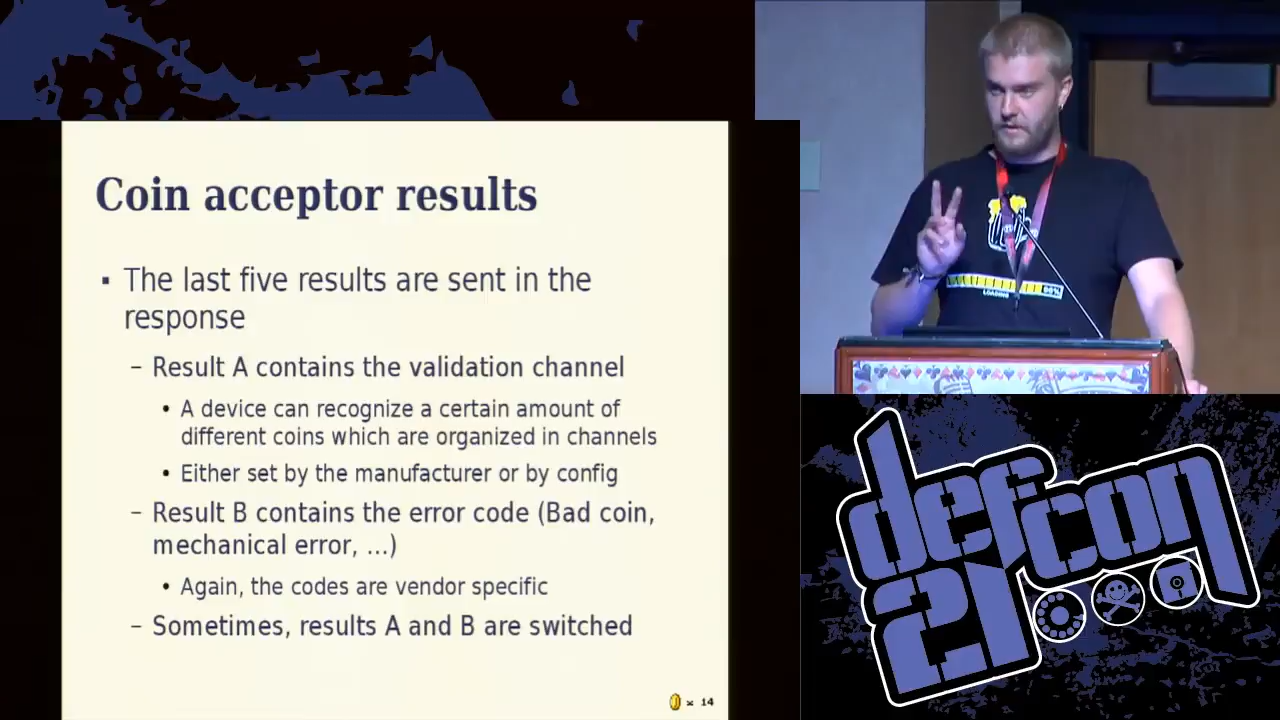 Coin acceptor results
▪ The last five results are sent in the
response
– Result A contains the validation channel
• A device can recognize a certain amount of
different coins which are organized in channels
• Either set by the manufacturer or by config
– Result B contains the error code (Bad coin,
mechanical error, ...)
• Again, the codes are vendor specific
– Sometimes, results A and B are switched
× 14
LOADING
defcon
21